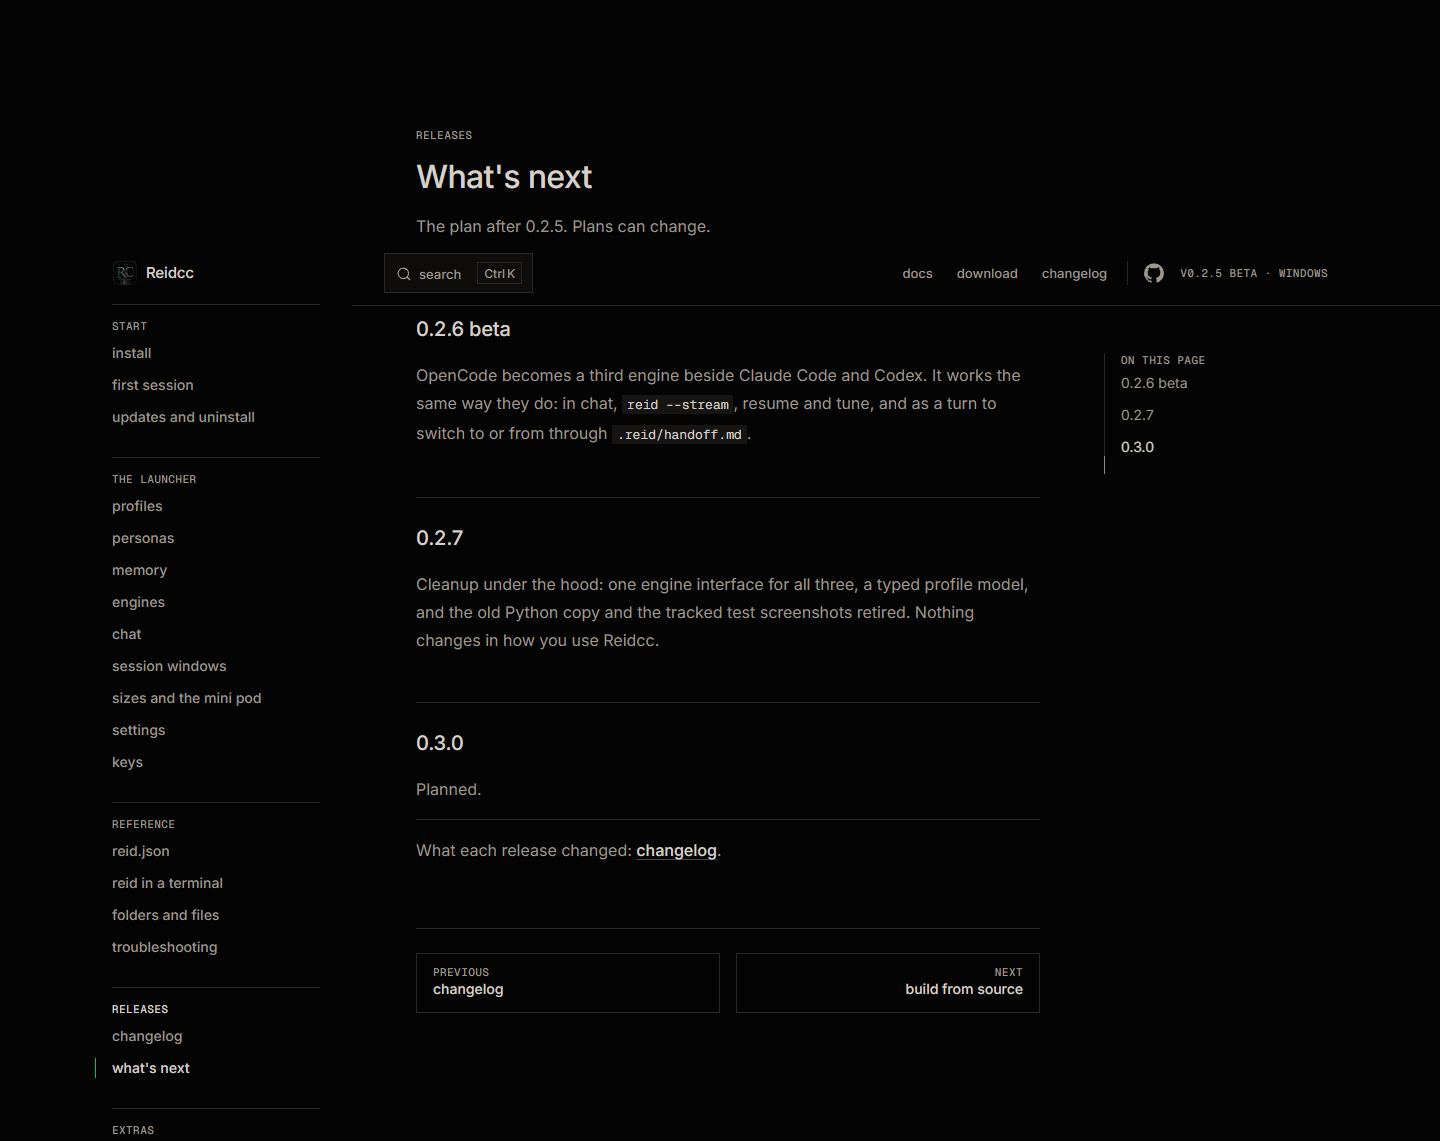 RELEASES
What's next
The plan after 0.2.5. Plans can change.
RC Reidcc
search Ctrl K
docs download changelog V0.2.5 BETA · WINDOWS
START
install
first session
updates and uninstall
THE LAUNCHER
profiles
personas
memory
engines
chat
session windows
sizes and the mini pod
settings
keys
REFERENCE
reid.json
reid in a terminal
folders and files
troubleshooting
RELEASES
changelog
what's next
EXTRAS
0.2.6 beta
OpenCode becomes a third engine beside Claude Code and Codex. It works the
same way they do: in chat, reid --stream, resume and tune, and as a turn to
switch to or from through .reid/handoff.md.
0.2.7
Cleanup under the hood: one engine interface for all three, a typed profile model,
and the old Python copy and the tracked test screenshots retired. Nothing
changes in how you use Reidcc.
0.3.0
Planned.
What each release changed: changelog.
PREVIOUS
changelog
NEXT
build from source
ON THIS PAGE
0.2.6 beta
0.2.7
0.3.0